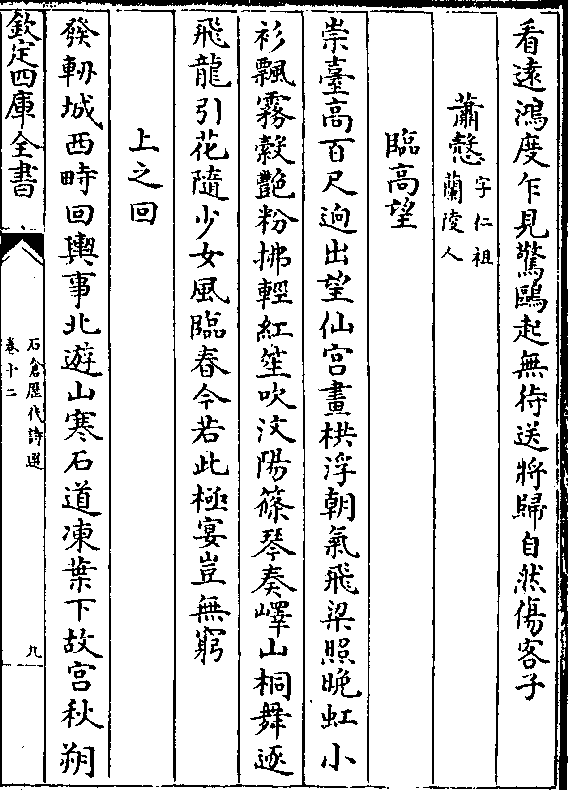 看遠鴻度乍見驚鷗起無待送將歸自然傷客子
蕭慤字仁祖蘭陵人
臨高望
崇臺高百尺逈出望仙宫畫栱浮朝氣飛梁照晚虹小
衫飄霧縠艶粉拂輕紅笙吹汶陽篠琴奏嶧山桐舞逐
飛龍引花隨少女風臨春今若此極宴豈無窮
上之回
發軔城西畤回輿事北遊山寒石道凍葉下故宫秋朔
欽定四庫全書
石倉歷代詩選
卷十二
九